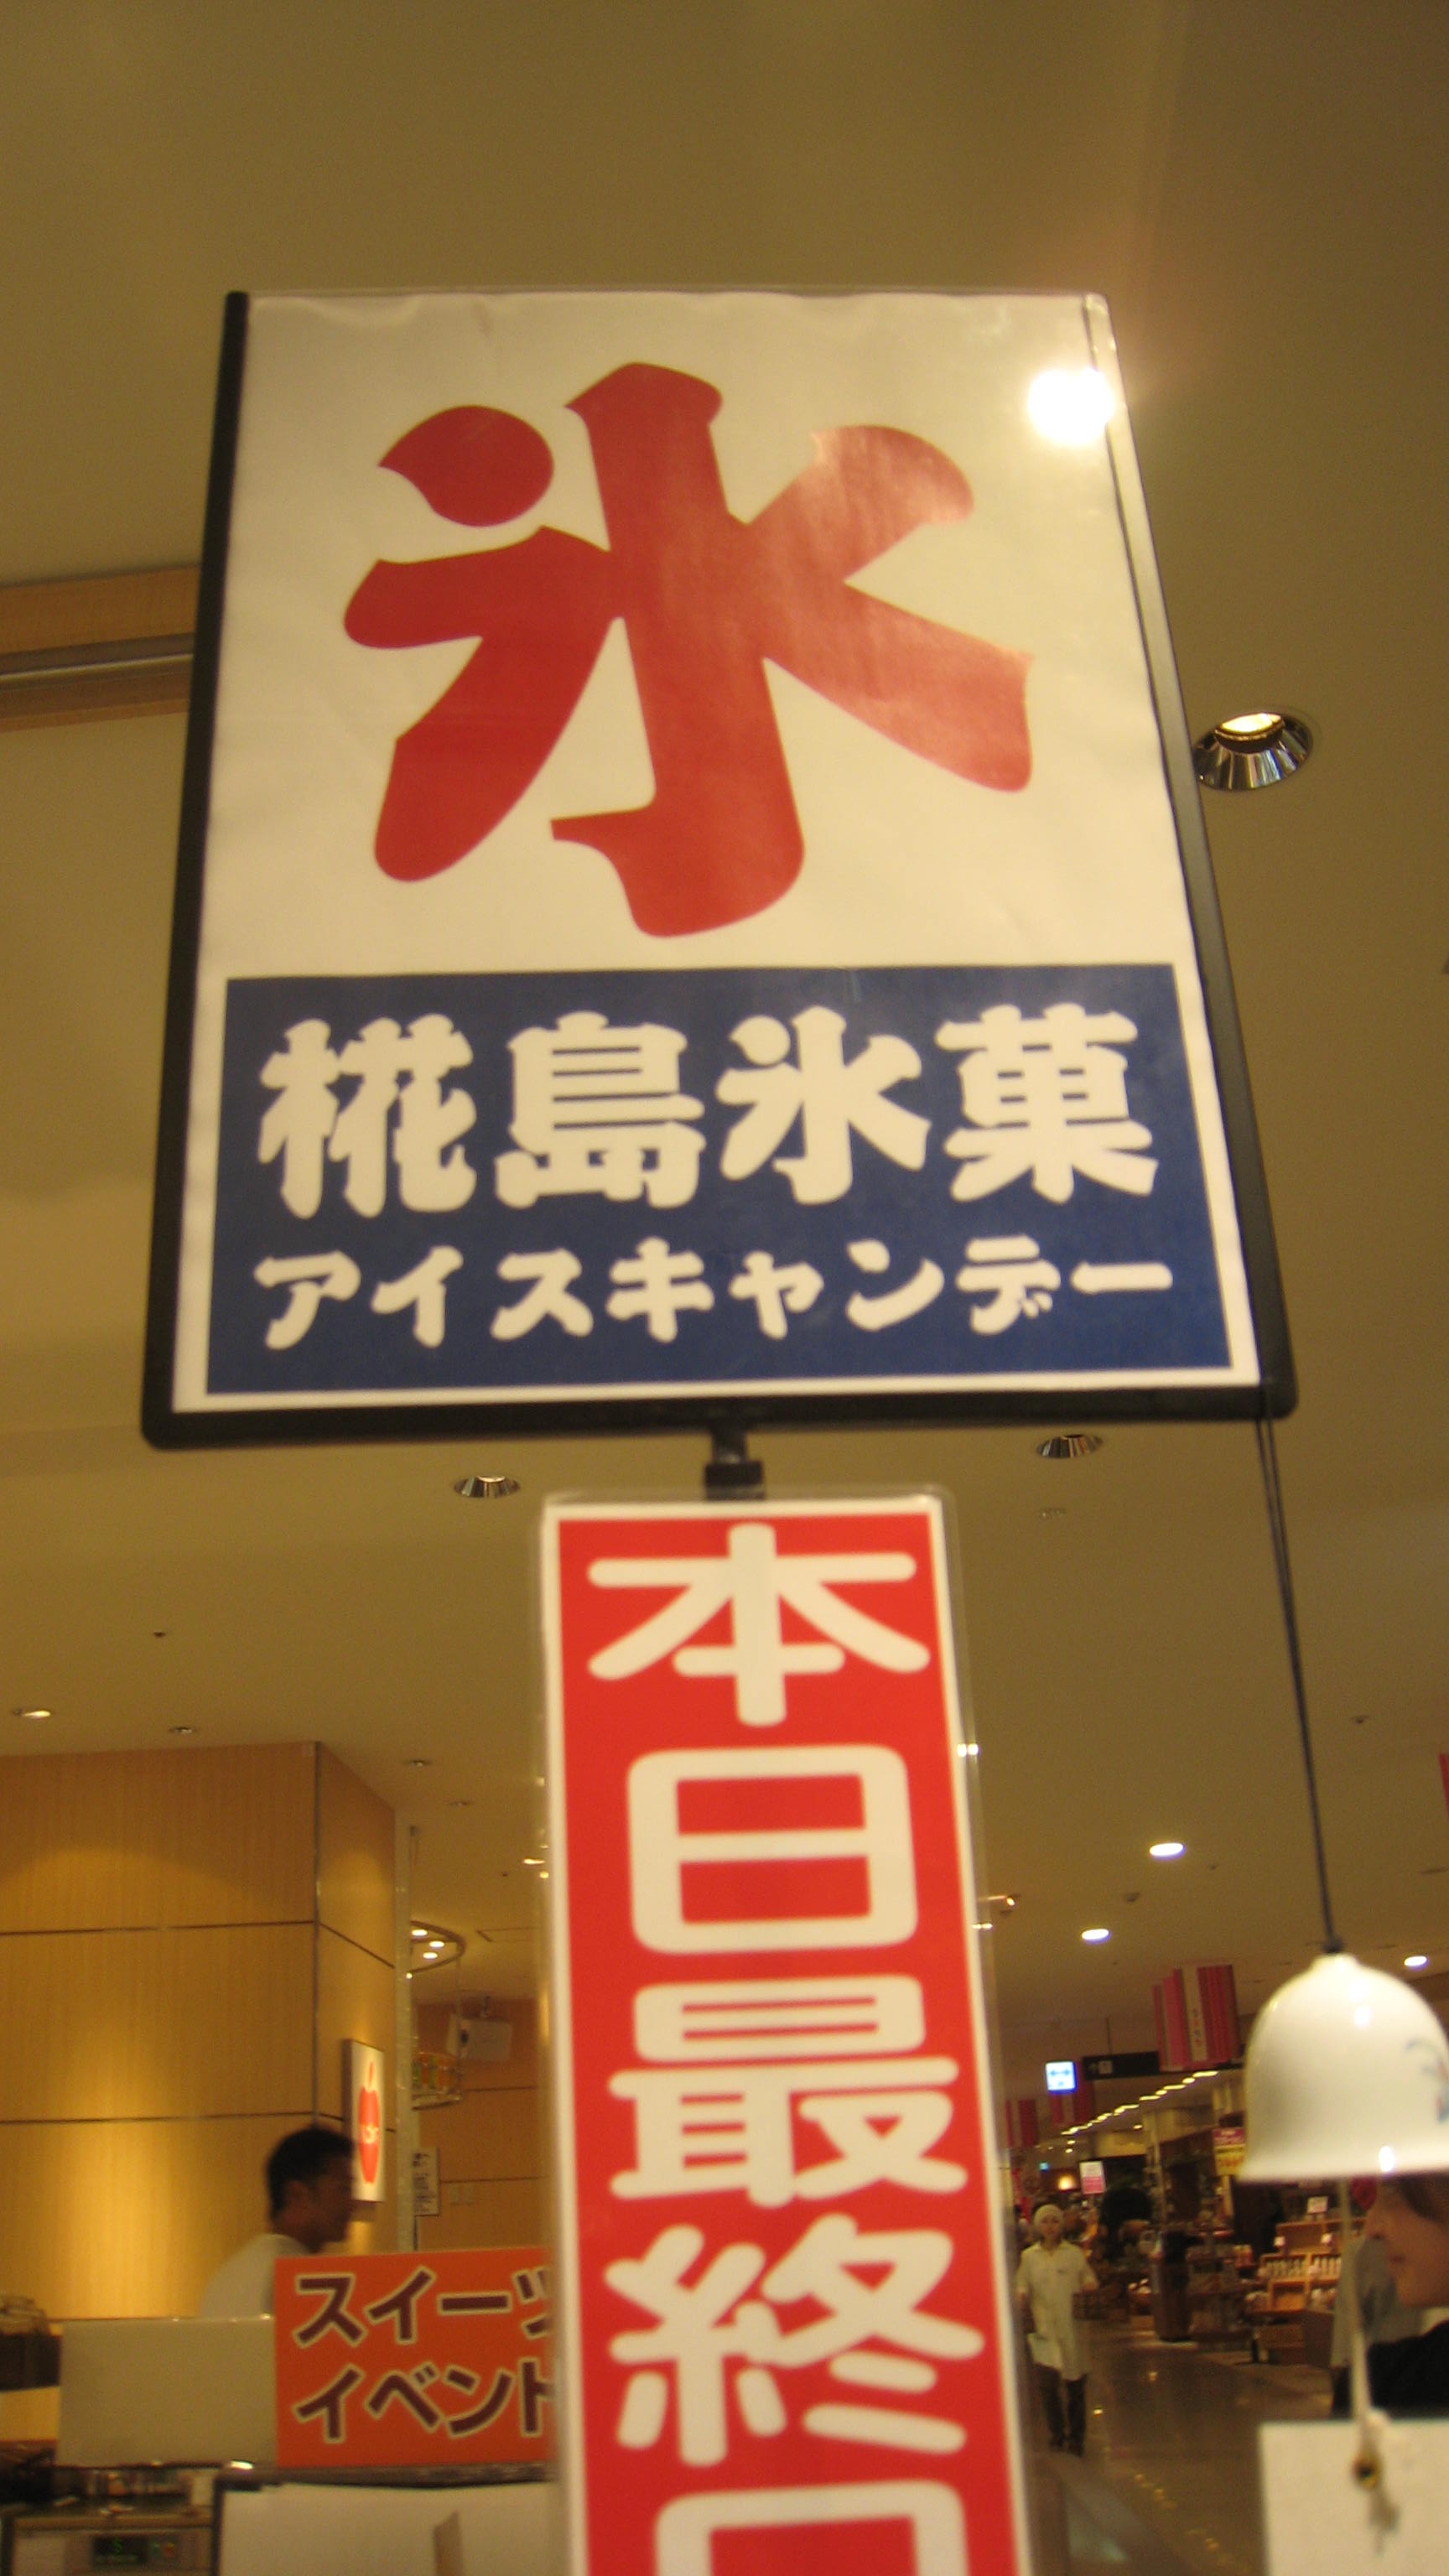 氷
椛島氷菓
アイスキャンデー
本日最終
スイーツ
イベント